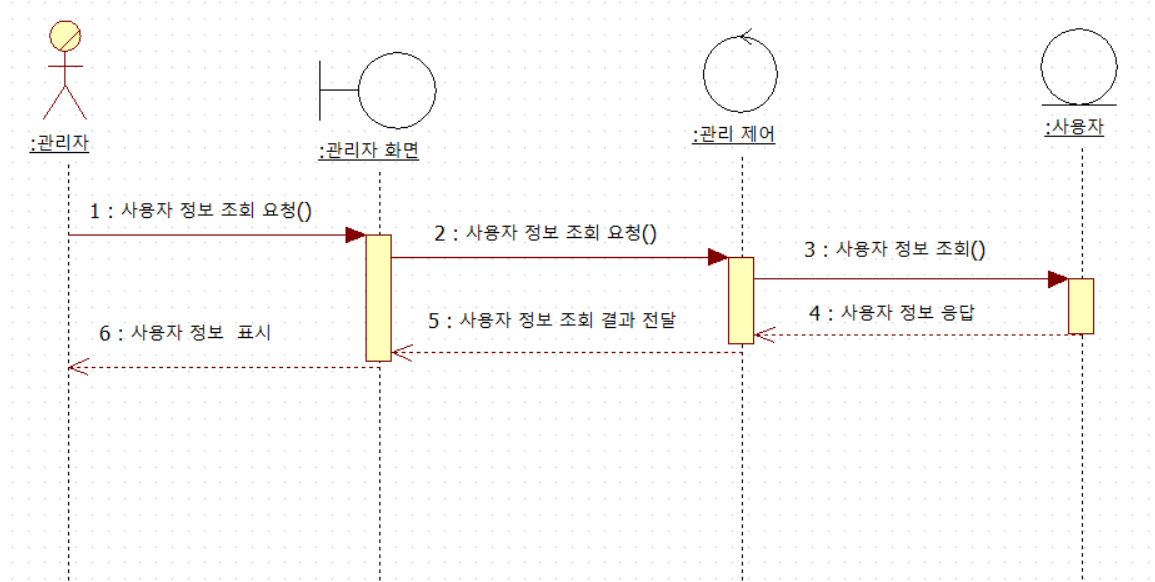 :관리자
:관리자 화면
:관리 제어
:사용자
1 : 사용자 정보 조회 요청()
2 : 사용자 정보 조회 요청()
3 : 사용자 정보 조회()
4 : 사용자 정보 응답
5 : 사용자 정보 조회 결과 전달
6 : 사용자 정보  표시